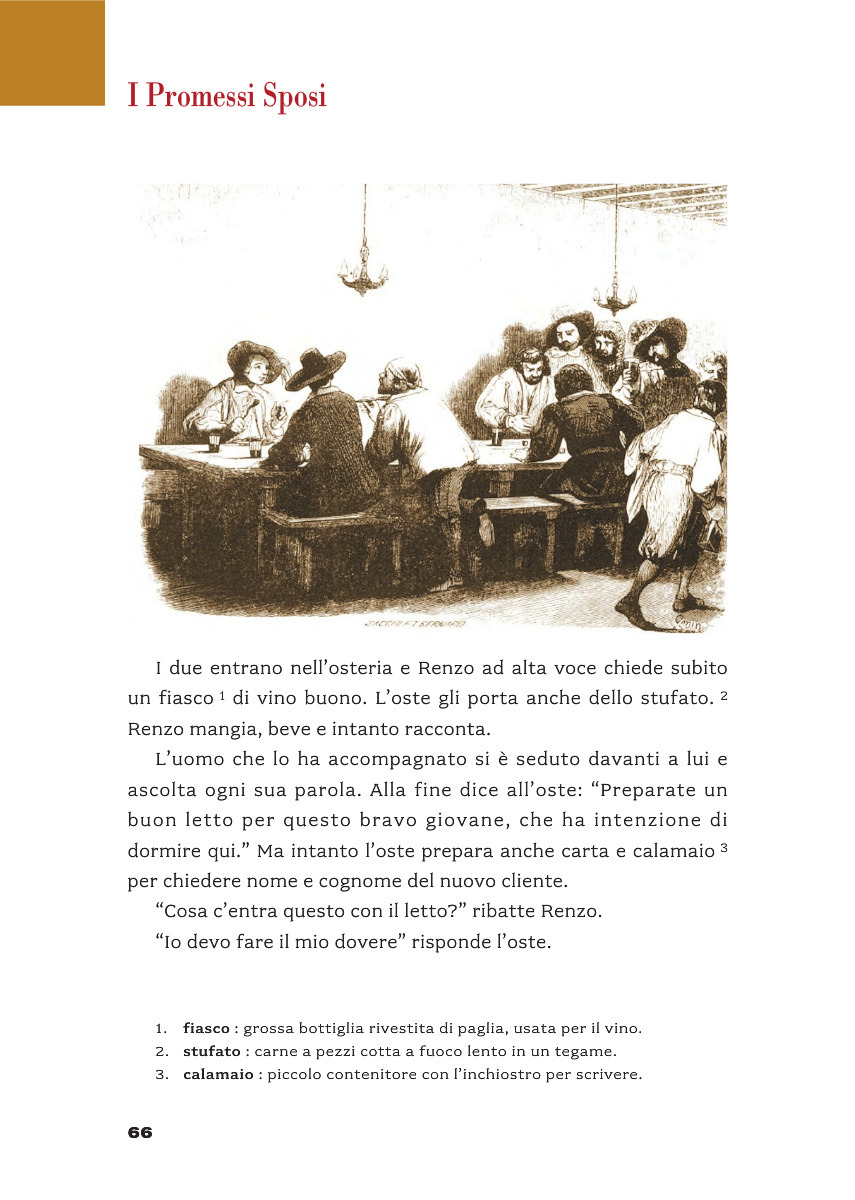 I Promessi Sposi
SACCHI E BERNARD
Gonin
I due entrano nell’osteria e Renzo ad alta voce chiede subito
un fiasco 1 di vino buono. L’oste gli porta anche dello stufato. 2
Renzo mangia, beve e intanto racconta.
L’uomo che lo ha accompagnato si è seduto davanti a lui e
ascolta ogni sua parola. Alla fine dice all’oste: “Preparate un
buon letto per questo bravo giovane, che ha intenzione di
dormire qui.” Ma intanto l’oste prepara anche carta e calamaio 3
per chiedere nome e cognome del nuovo cliente.
“Cosa c’entra questo con il letto?” ribatte Renzo.
“Io devo fare il mio dovere” risponde l’oste.
1. fiasco : grossa bottiglia rivestita di paglia, usata per il vino.
2. stufato : carne a pezzi cotta a fuoco lento in un tegame.
3. calamaio : piccolo contenitore con l’inchiostro per scrivere.
66